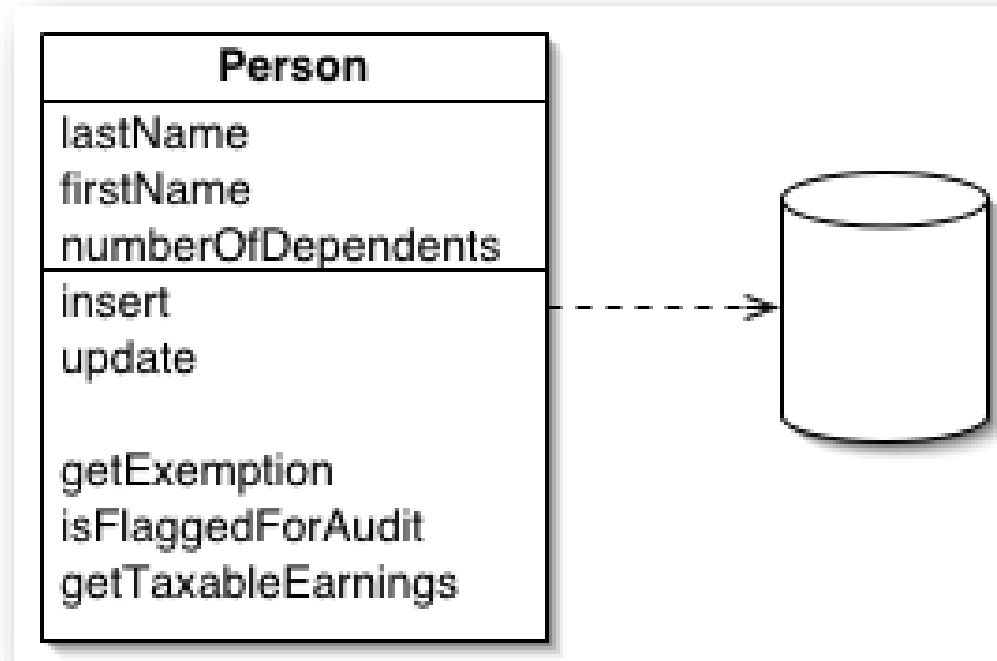 Person
lastName
firstName
numberOfDependents
insert
update
getExemption
isFlaggedForAudit
getTaxableEarnings